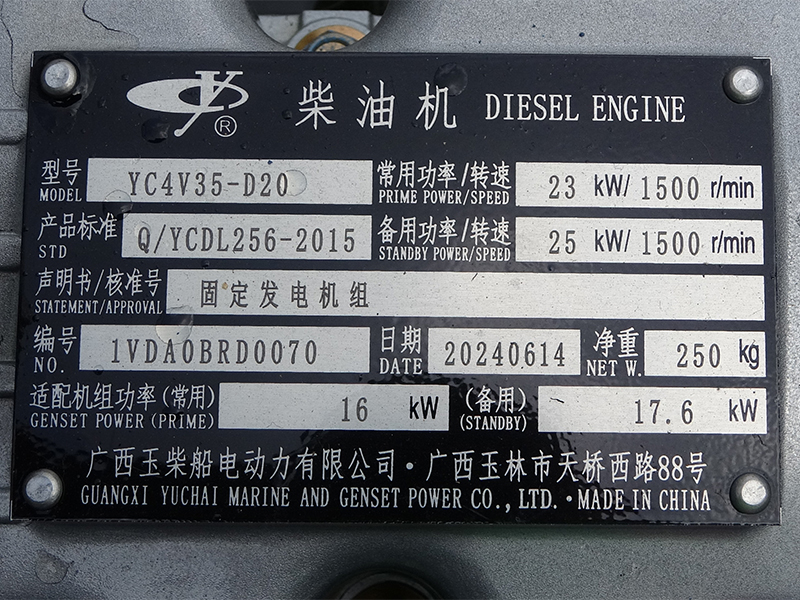 YC ® 柴油机 DIESEL ENGINE
型号 YC4V35-D20 常用功率/转速 23 kW/ 1500 r/min
MODEL PRIME POWER/SPEED
产品标准 Q/YCDL256-2015 备用功率/转速 25 kW/ 1500 r/min
STD STANDBY POWER/SPEED
声明书/核准号 固定发电机组
STATEMENT/APPROVAL
编号 1VDA0BRD0070 日期 20240614 净重 250 kg
NO. DATE NET W.
适配机组功率(常用) 16 kW (备用) 17.6 kW
GENSET POWER (PRIME) (STANDBY)
广西玉柴船电动力有限公司·广西玉林市天桥西路88号
GUANGXI YUCHAI MARINE AND GENSET POWER CO., LTD. · MADE IN CHINA